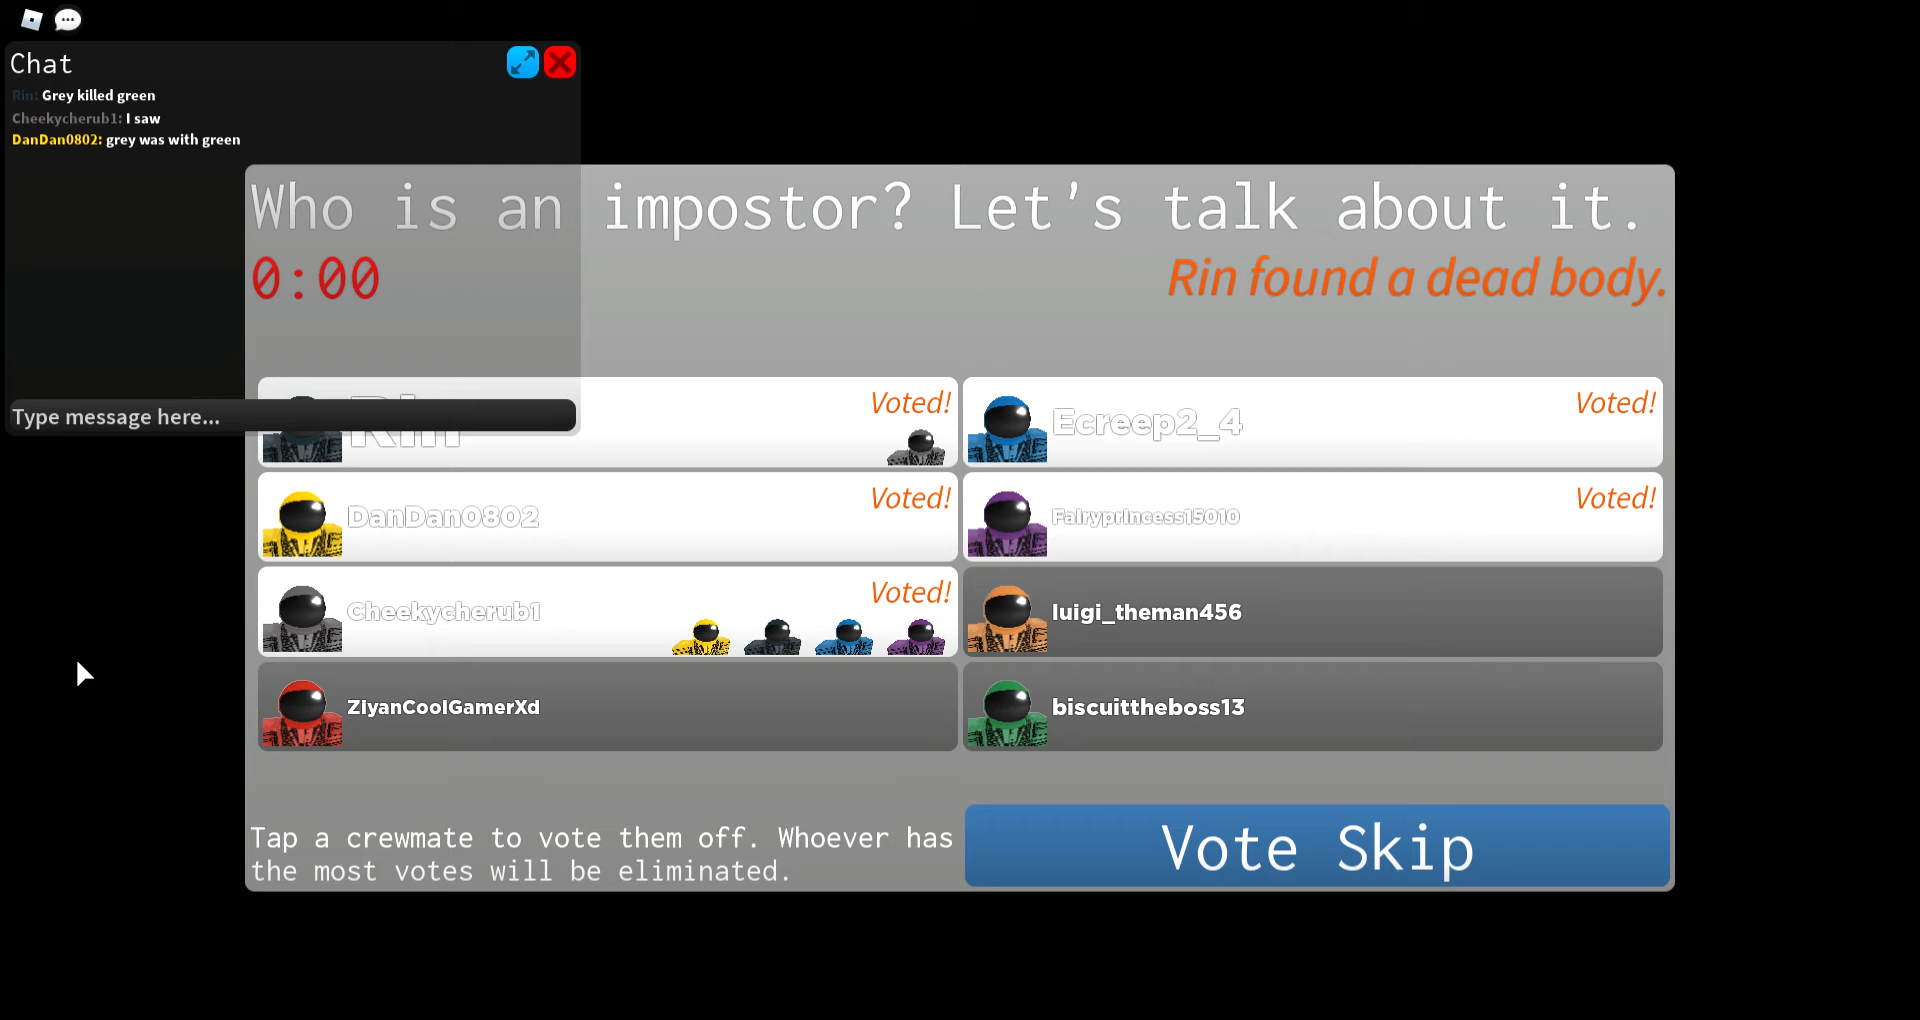 Chat
Rin: Grey killed green
Cheekycherub1: I saw
DanDan0802: grey was with green
Type message here...
Who is an impostor? Let's talk about it.
0:00
Rin found a dead body.
Rin
Voted!
Ecreep2_4
Voted!
DanDan0802
Voted!
Fairyprincess15010
Voted!
Cheekycherub1
Voted!
luigi_theman456
ZiyanCoolGamerXd
biscuittheboss13
Tap a crewmate to vote them off. Whoever has
the most votes will be eliminated.
Vote Skip